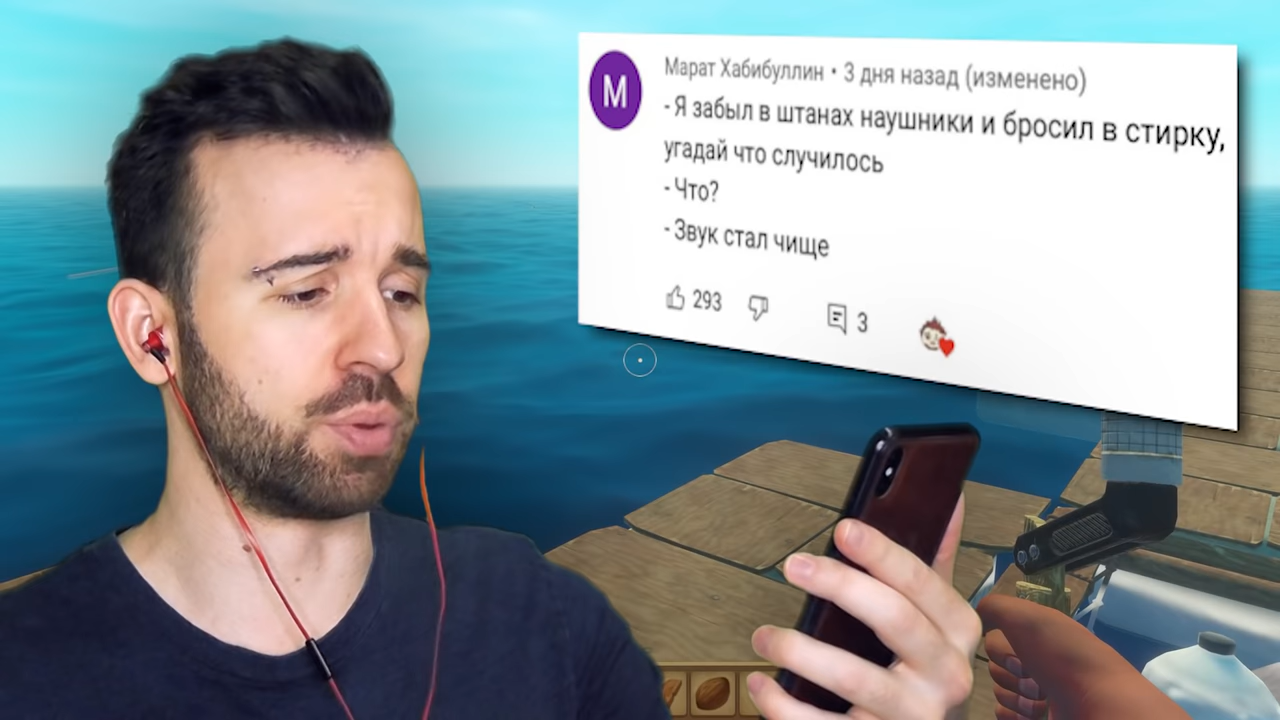 М
Марат Хабибуллин • 3 дня назад (изменено)
- Я забыл в штанах наушники и бросил в стирку,
угадай что случилось
- Что?
- Звук стал чище
293
3